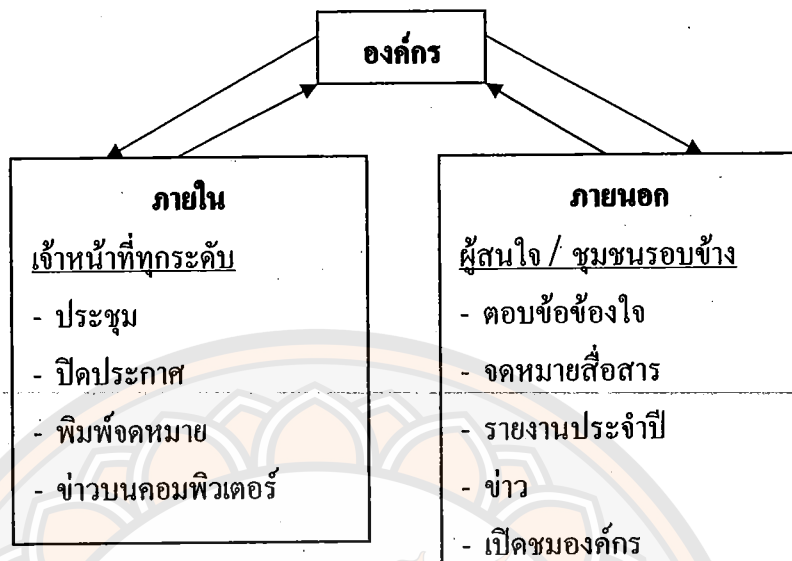 องค์กร
ภายใน
เจ้าหน้าที่ทุกระดับ
- ประชุม
- ปิดประกาศ
- พิมพ์จดหมาย
- ข่าวบนคอมพิวเตอร์
ภายนอก
ผู้สนใจ / ชุมชนรอบข้าง
- ตอบข้อข้องใจ
- จดหมายสื่อสาร
- รายงานประจำปี
- ข่าว
- เปิดชมองค์กร